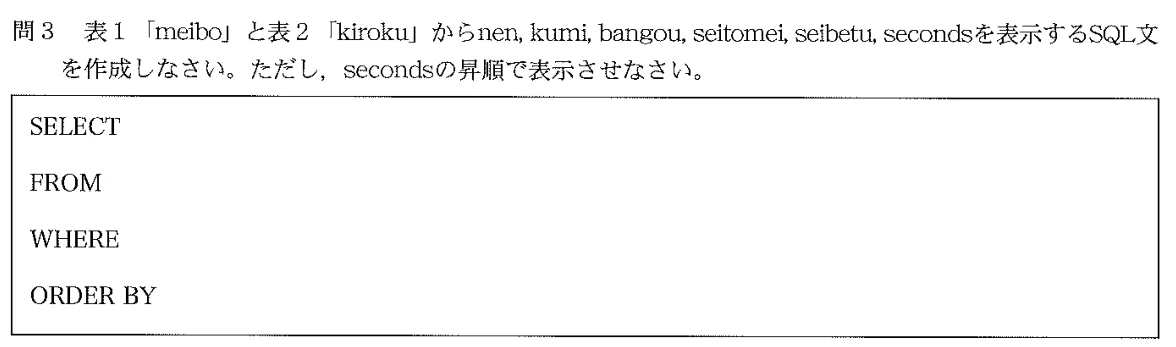 問3　表1「meibo」と表2「kiroku」からnen, kumi, bangou, seitomei, seibetu, secondsを表示するSQL文
を作成しなさい。ただし，secondsの昇順で表示させなさい。
SELECT
FROM
WHERE
ORDER BY